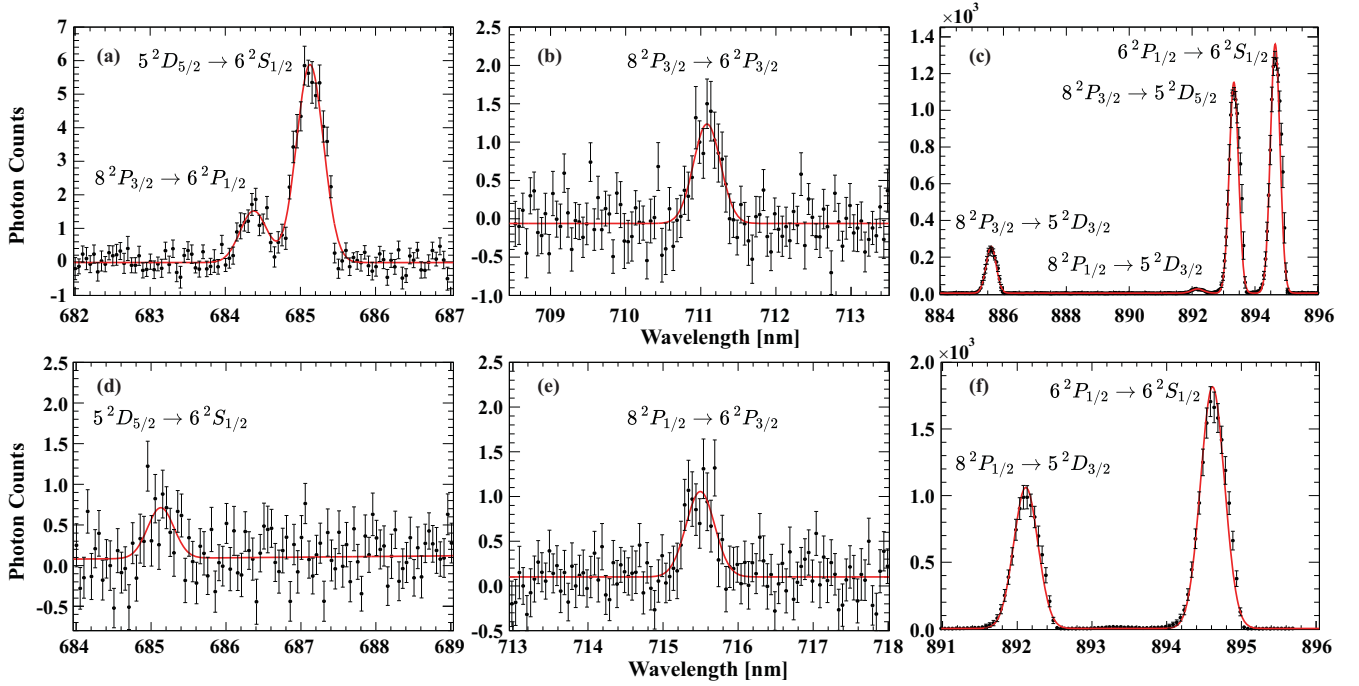 Photon Counts
(a)
5 ²D₅/₂ → 6 ²S₁/₂
8 ²P₃/₂ → 6 ²P₁/₂
7
6
5
4
3
2
1
0
-1
682 683 684 685 686 687
(b)
8 ²P₃/₂ → 6 ²P₃/₂
2.5
2.0
1.5
1.0
0.5
0.0
-0.5
-1.0
709 710 711 712 713
Wavelength [nm]
×10³
(c)
6 ²P₁/₂ → 6 ²S₁/₂
8 ²P₃/₂ → 5 ²D₅/₂
8 ²P₃/₂ → 5 ²D₃/₂
8 ²P₁/₂ → 5 ²D₃/₂
1.4
1.2
0.9
0.6
0.3
0.0
884 886 888 890 892 894 896
Photon Counts
(d)
5 ²D₅/₂ → 6 ²S₁/₂
2.5
2.0
1.5
1.0
0.5
0.0
-0.5
684 685 686 687 688 689
(e)
8 ²P₁/₂ → 6 ²P₃/₂
2.5
2.0
1.5
1.0
0.5
0.0
-0.5
713 714 715 716 717 718
Wavelength [nm]
×10³
(f)
6 ²P₁/₂ → 6 ²S₁/₂
8 ²P₁/₂ → 5 ²D₃/₂
2.0
1.6
1.2
0.8
0.4
0.0
891 892 893 894 895 896